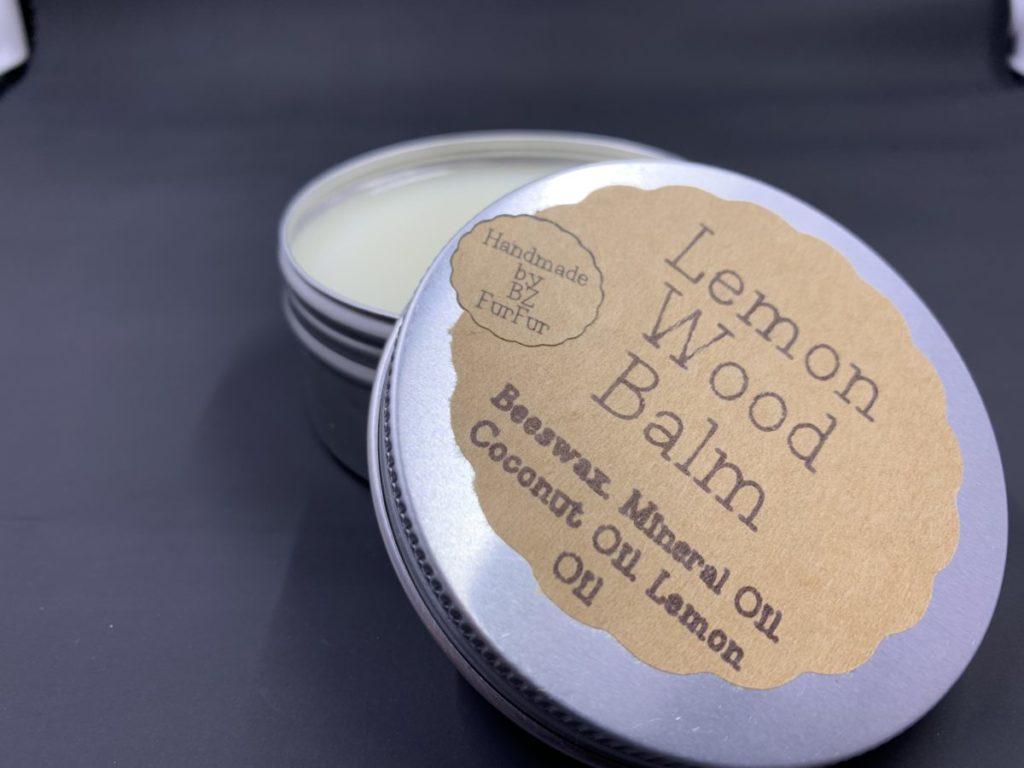 Handmade
by
BZ
FurFur
Lemon
Wood
Balm
Beeswax, Mineral Oil,
Coconut Oil, Lemon
Oil